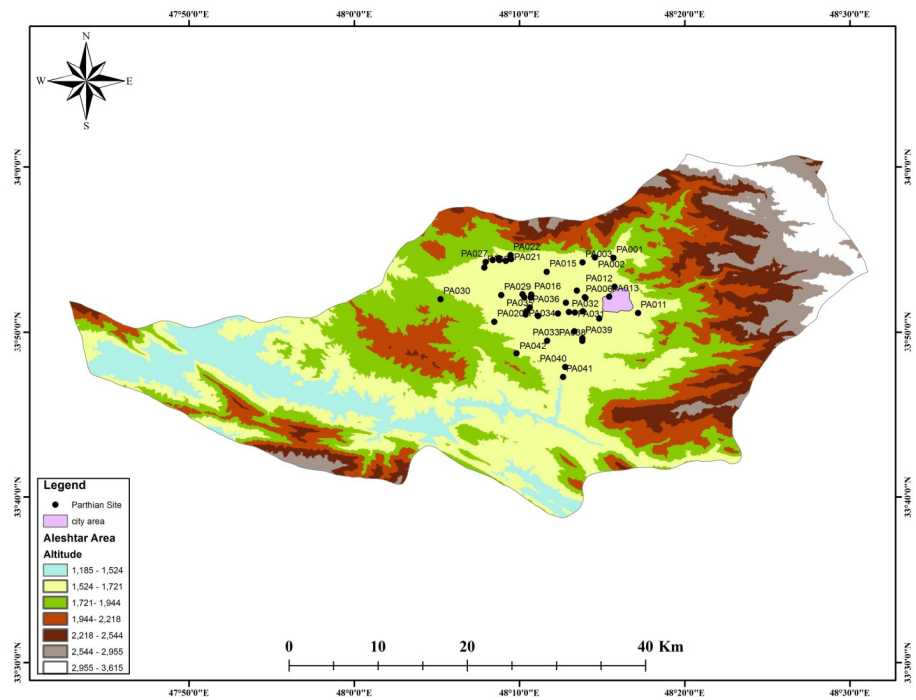 47°50'0"E 48°0'0"E 48°10'0"E 48°20'0"E 48°30'0"E
N
W E
S
34°0'0"N 34°0'0"N
PA022
PA027 PA021
PA003 PA001
PA002
PA015
PA012
PA029 PA016 PA006 PA013
PA030 PA036 PA011
PA035 PA032
PA020 PA034 PA031
33°50'0"N 33°50'0"N
PA033 PA038 PA039
PA042
PA040
PA041
33°40'0"N 33°40'0"N
Legend
Parthian Site
city area
Aleshtar Area
Altitude
1,185 - 1,524
1,524 - 1,721
1,721- 1,944
1,944- 2,218
2,218 - 2,544
2,544 - 2,955
2,955 - 3,615
0 10 20 40 Km
33°30'0"N 33°30'0"N
47°50'0"E 48°0'0"E 48°10'0"E 48°20'0"E 48°30'0"E